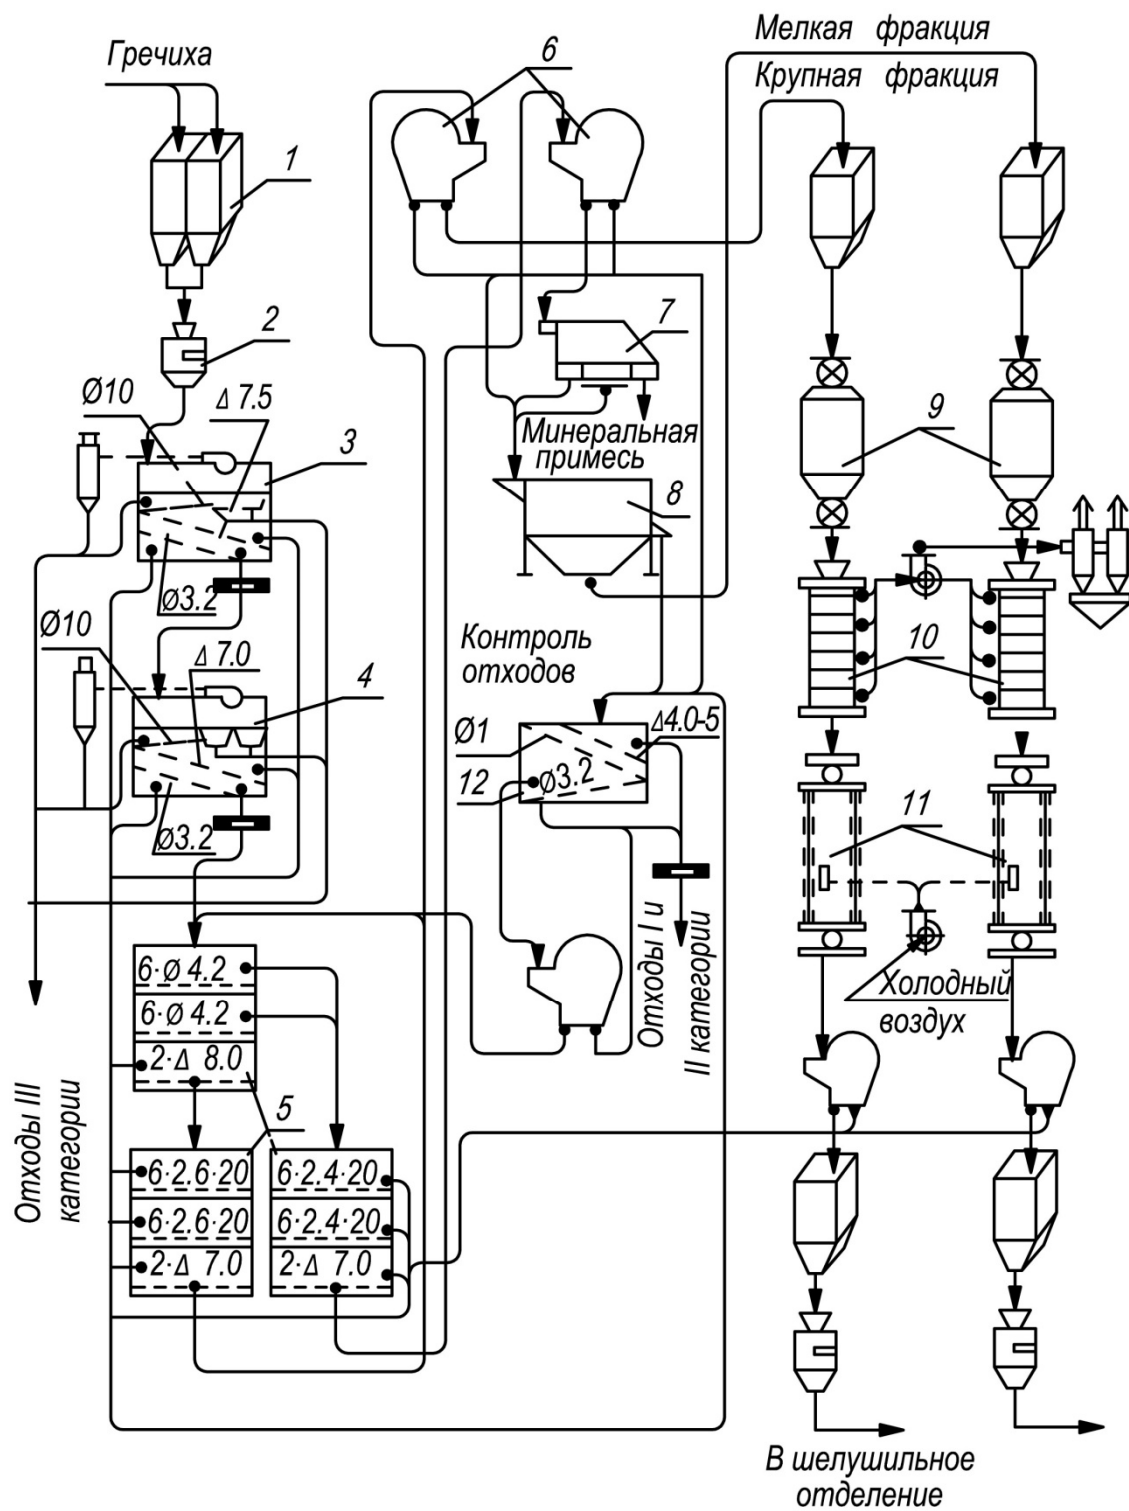 Гречиха
1
2
Ø10
Δ 7.5
3
Ø3.2
Ø10
Δ 7.0
4
Ø3.2
6·Ø 4.2
6·Ø 4.2
2·Δ 8.0
5
6·2.6·20
6·2.6·20
2·Δ 7.0
6·2.4·20
6·2.4·20
2·Δ 7.0
Отходы III
категории
6
7
Минеральная
примесь
8
Контроль
отходов
Ø1
Δ4.0-5
12
Ø3.2
Отходы I и
II категории
Мелкая фракция
Крупная фракция
9
10
11
Холодный
воздух
В шелушильное
отделение